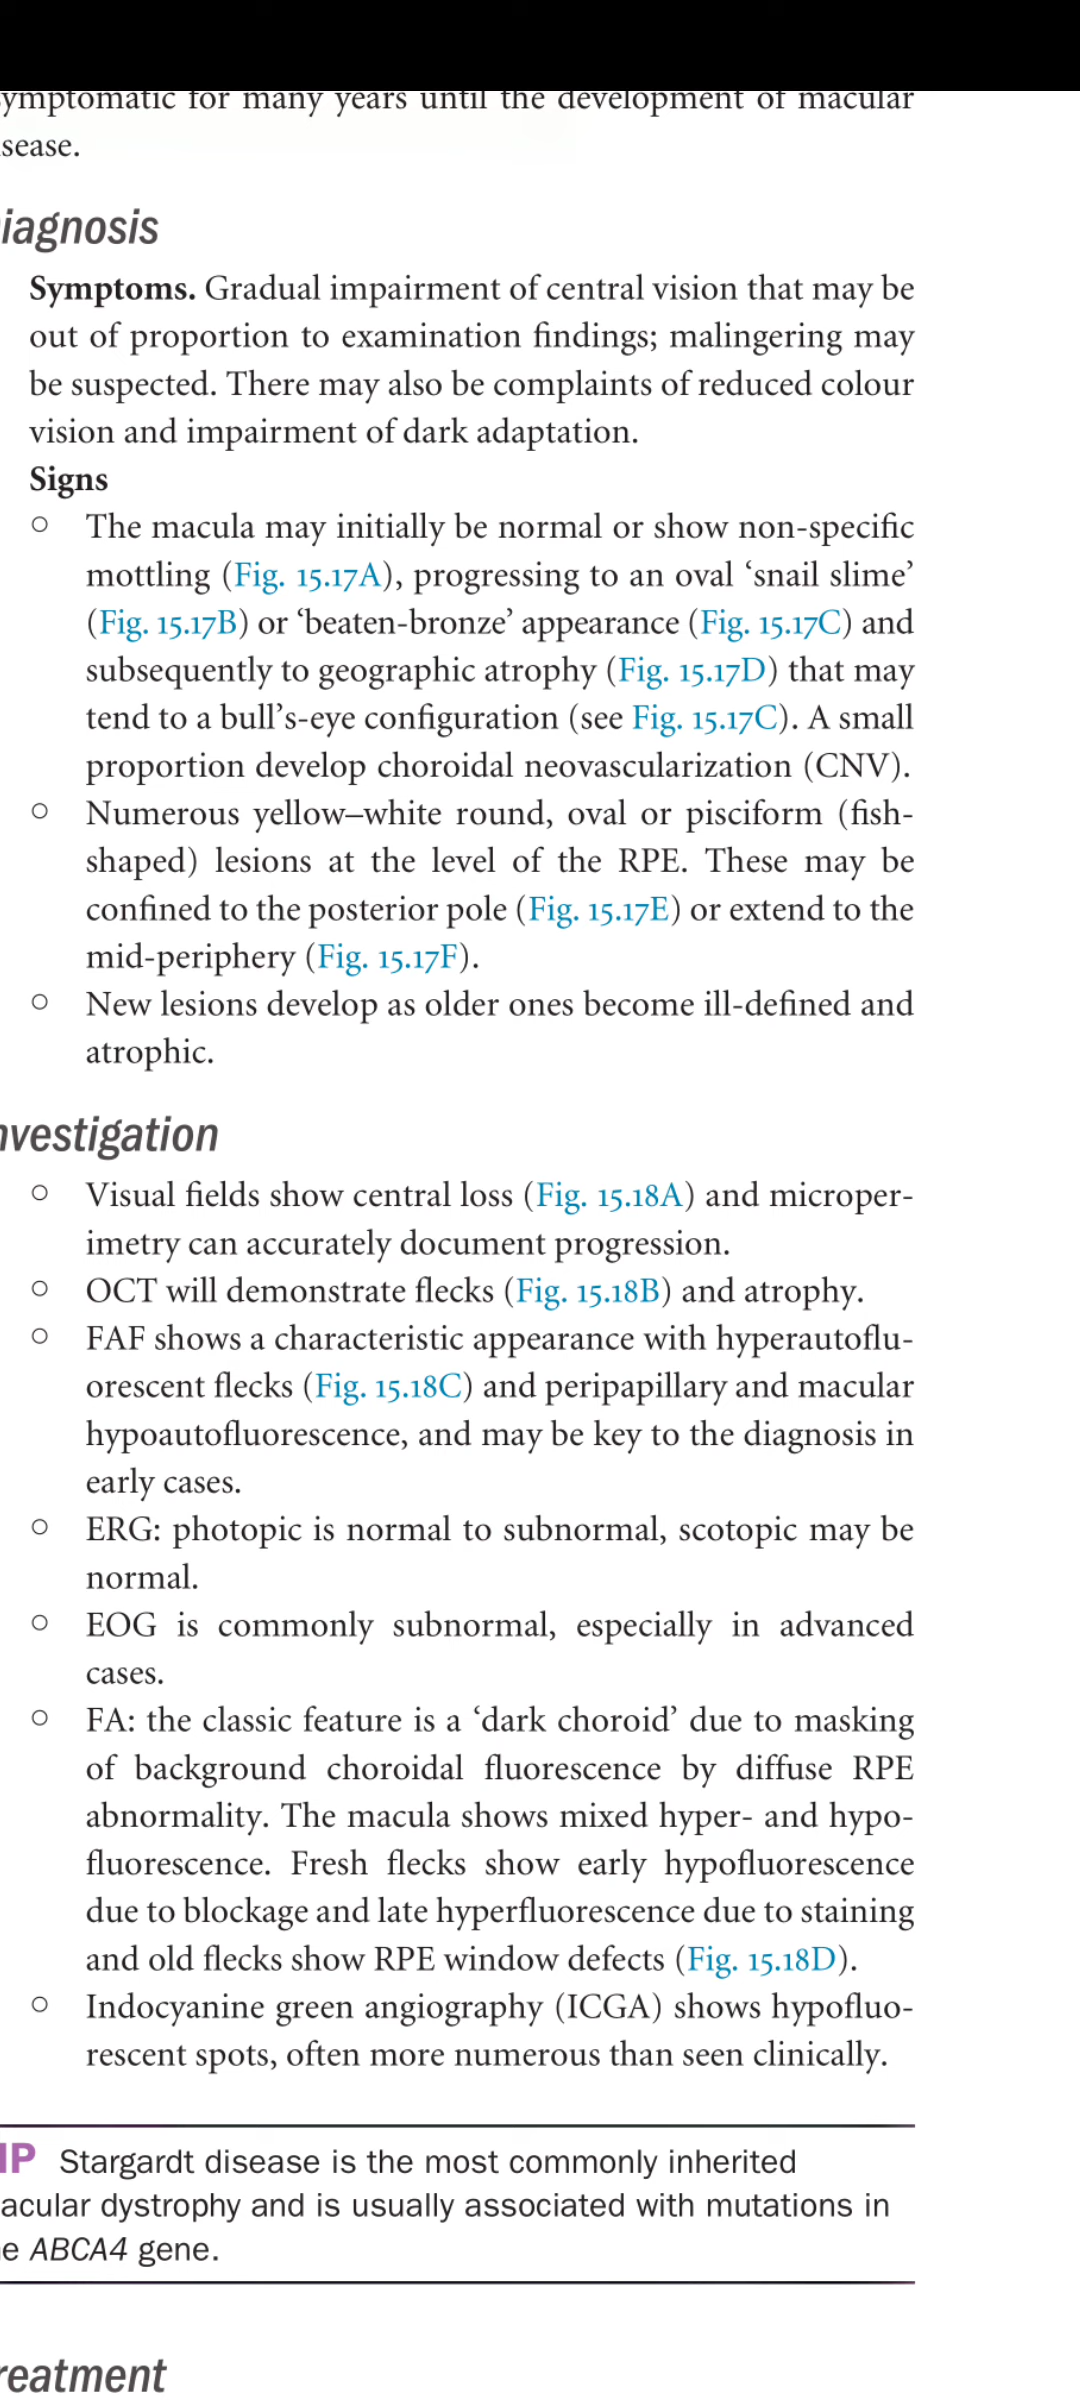 ymptomatic for many years until the development of macular
sease.
iagnosis
Symptoms. Gradual impairment of central vision that may be
out of proportion to examination findings; malingering may
be suspected. There may also be complaints of reduced colour
vision and impairment of dark adaptation.
Signs
○ The macula may initially be normal or show non-specific
mottling (Fig. 15.17A), progressing to an oval ‘snail slime’
(Fig. 15.17B) or ‘beaten-bronze’ appearance (Fig. 15.17C) and
subsequently to geographic atrophy (Fig. 15.17D) that may
tend to a bull’s-eye configuration (see Fig. 15.17C). A small
proportion develop choroidal neovascularization (CNV).
○ Numerous yellow–white round, oval or pisciform (fish-
shaped) lesions at the level of the RPE. These may be
confined to the posterior pole (Fig. 15.17E) or extend to the
mid-periphery (Fig. 15.17F).
○ New lesions develop as older ones become ill-defined and
atrophic.
nvestigation
○ Visual fields show central loss (Fig. 15.18A) and microper-
imetry can accurately document progression.
○ OCT will demonstrate flecks (Fig. 15.18B) and atrophy.
○ FAF shows a characteristic appearance with hyperautoflu-
orescent flecks (Fig. 15.18C) and peripapillary and macular
hypoautofluorescence, and may be key to the diagnosis in
early cases.
○ ERG: photopic is normal to subnormal, scotopic may be
normal.
○ EOG is commonly subnormal, especially in advanced
cases.
○ FA: the classic feature is a ‘dark choroid’ due to masking
of background choroidal fluorescence by diffuse RPE
abnormality. The macula shows mixed hyper- and hypo-
fluorescence. Fresh flecks show early hypofluorescence
due to blockage and late hyperfluorescence due to staining
and old flecks show RPE window defects (Fig. 15.18D).
○ Indocyanine green angiography (ICGA) shows hypofluo-
rescent spots, often more numerous than seen clinically.
IP Stargardt disease is the most commonly inherited
acular dystrophy and is usually associated with mutations in
e ABCA4 gene.
reatment